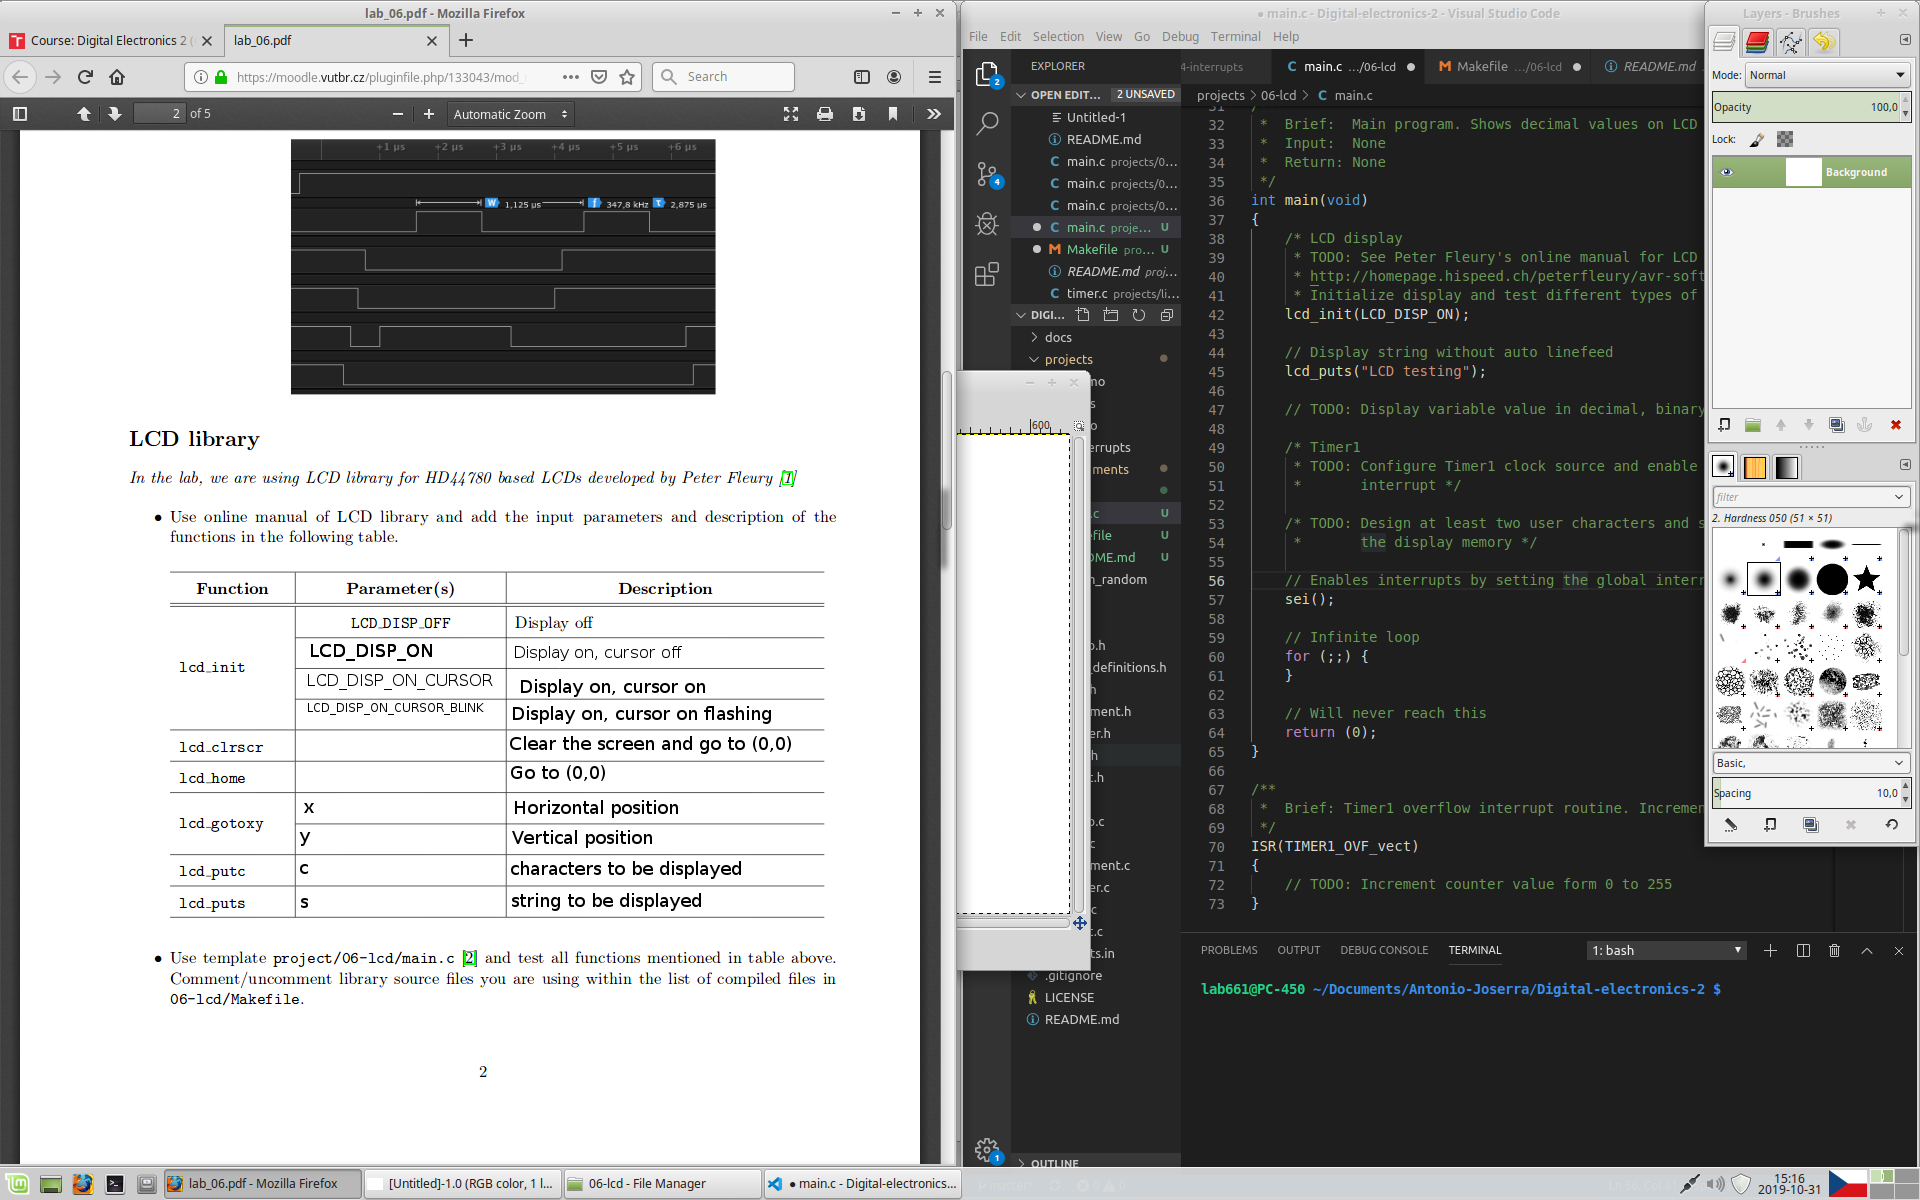 lab_06.pdf - Mozilla Firefox
Course: Digital Electronics 2
lab_06.pdf
https://moodle.vutbr.cz/pluginfile.php/133043/mod_
Search
2 of 5
Automatic Zoom
+1 µs +2 µs +3 µs +4 µs +5 µs +6 µs
W 1,125 µs f 347,8 kHz τ 2,875 µs
LCD library
In the lab, we are using LCD library for HD44780 based LCDs developed by Peter Fleury [1]
• Use online manual of LCD library and add the input parameters and description of the
functions in the following table.
Function Parameter(s) Description
lcd_init LCD_DISP_OFF Display off
LCD_DISP_ON Display on, cursor off
LCD_DISP_ON_CURSOR Display on, cursor on
LCD_DISP_ON_CURSOR_BLINK Display on, cursor on flashing
lcd_clrscr Clear the screen and go to (0,0)
lcd_home Go to (0,0)
lcd_gotoxy x Horizontal position
y Vertical position
lcd_putc c characters to be displayed
lcd_puts s string to be displayed
• Use template project/06-lcd/main.c [2] and test all functions mentioned in table above.
Comment/uncomment library source files you are using within the list of compiled files in
06-lcd/Makefile.
2
600
● main.c - Digital-electronics-2 - Visual Studio Code
File Edit Selection View Go Debug Terminal Help
EXPLORER
OPEN EDIT... 2 UNSAVED
Untitled-1
README.md
main.c projects/0...
main.c projects/0...
main.c projects/0...
main.c proje... U
Makefile pro... U
README.md proj...
timer.c projects/li...
DIGI...
docs
projects
no
s
o
rrupts
ments
.c U
file U
OME.md U
n_random
o.h
_definitions.h
h
ment.h
er.h
h
t.h
o.c
c
ment.c
er.c
c
t.c
ts.in
.gitignore
LICENSE
README.md
OUTLINE
4-interrupts
main.c .../06-lcd ●
Makefile .../06-lcd ●
README.md
projects > 06-lcd > C main.c
31 /
32 * Brief: Main program. Shows decimal values on LCD
33 * Input: None
34 * Return: None
35 */
36 int main(void)
37 {
38 /* LCD display
39 * TODO: See Peter Fleury's online manual for LCD
40 * http://homepage.hispeed.ch/peterfleury/avr-soft
41 * Initialize display and test different types of
42 lcd_init(LCD_DISP_ON);
43
44 // Display string without auto linefeed
45 lcd_puts("LCD testing");
46
47 // TODO: Display variable value in decimal, binary
48
49 /* Timer1
50 * TODO: Configure Timer1 clock source and enable
51 * interrupt */
52
53 /* TODO: Design at least two user characters and s
54 * the display memory */
55
56 // Enables interrupts by setting the global interr
57 sei();
58
59 // Infinite loop
60 for (;;) {
61 }
62
63 // Will never reach this
64 return (0);
65 }
66
67 /**
68 * Brief: Timer1 overflow interrupt routine. Incremen
69 */
70 ISR(TIMER1_OVF_vect)
71 {
72 // TODO: Increment counter value form 0 to 255
73 }
PROBLEMS OUTPUT DEBUG CONSOLE TERMINAL
1: bash
lab661@PC-450 ~/Documents/Antonio-Joserra/Digital-electronics-2 $
Layers - Brushes
Mode: Normal
Opacity 100,0
Lock:
Background
filter
2. Hardness 050 (51 × 51)
Basic,
Spacing 10,0
lab_06.pdf - Mozilla Firefox
[Untitled]-1.0 (RGB color, 1 l...
06-lcd - File Manager
● main.c - Digital-electronics...
15:16
2019-10-31